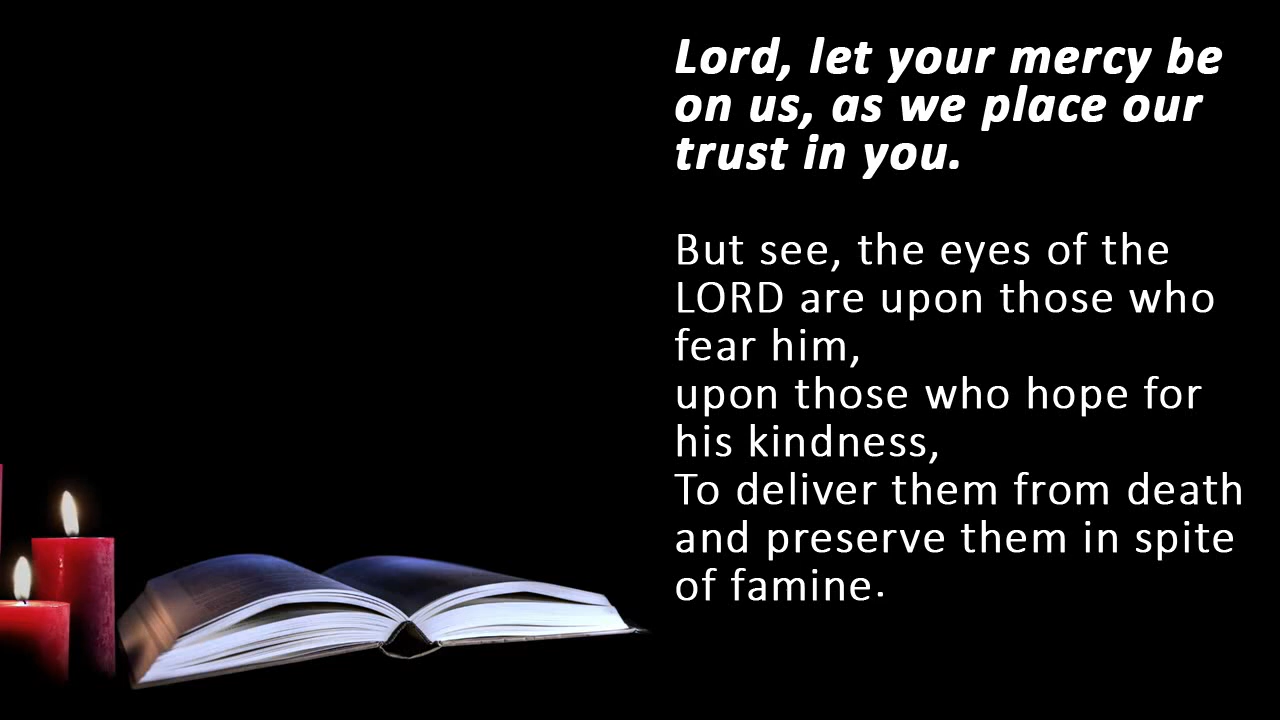 Lord, let your mercy be
on us, as we place our
trust in you.
But see, the eyes of the
LORD are upon those who
fear him,
upon those who hope for
his kindness,
To deliver them from death
and preserve them in spite
of famine.